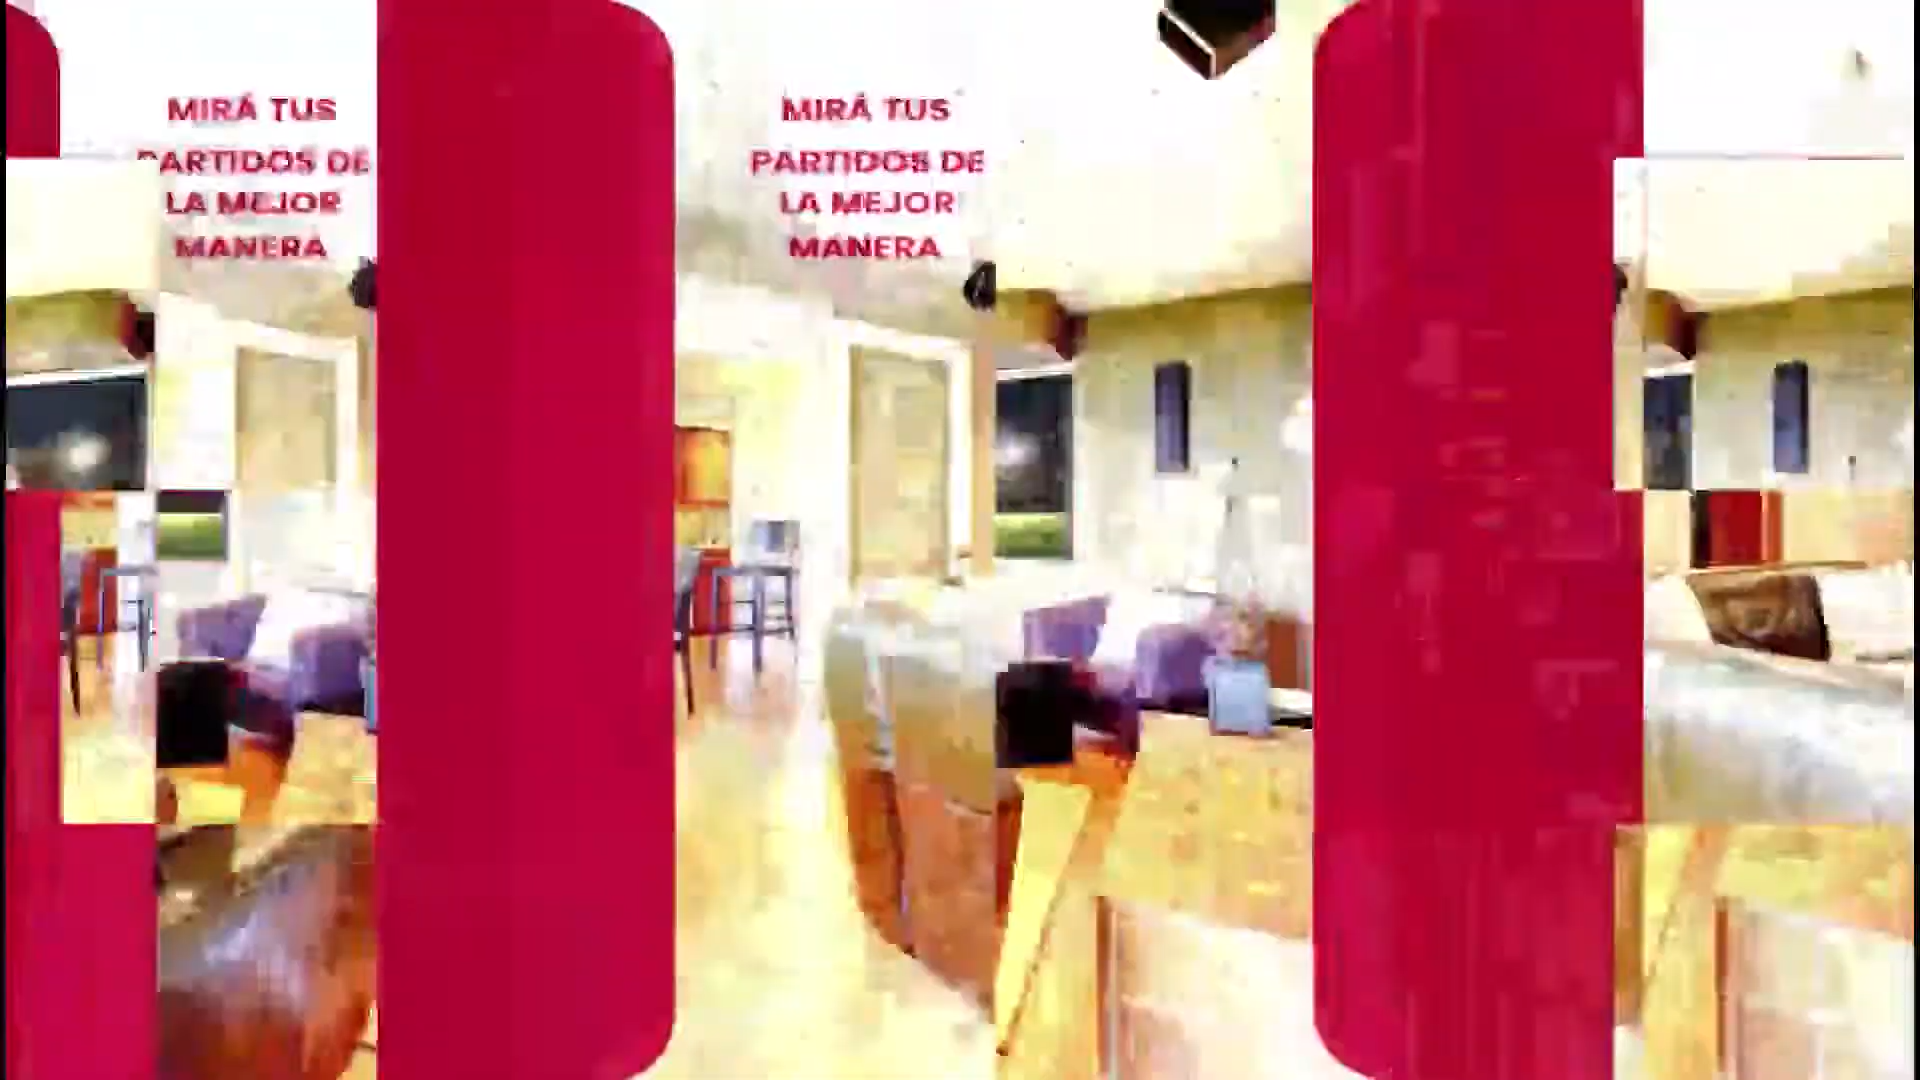 MIRÁ TUS
PARTIDOS DE
LA MEJOR
MANERA
MIRÁ TUS
PARTIDOS DE
LA MEJOR
MANERA